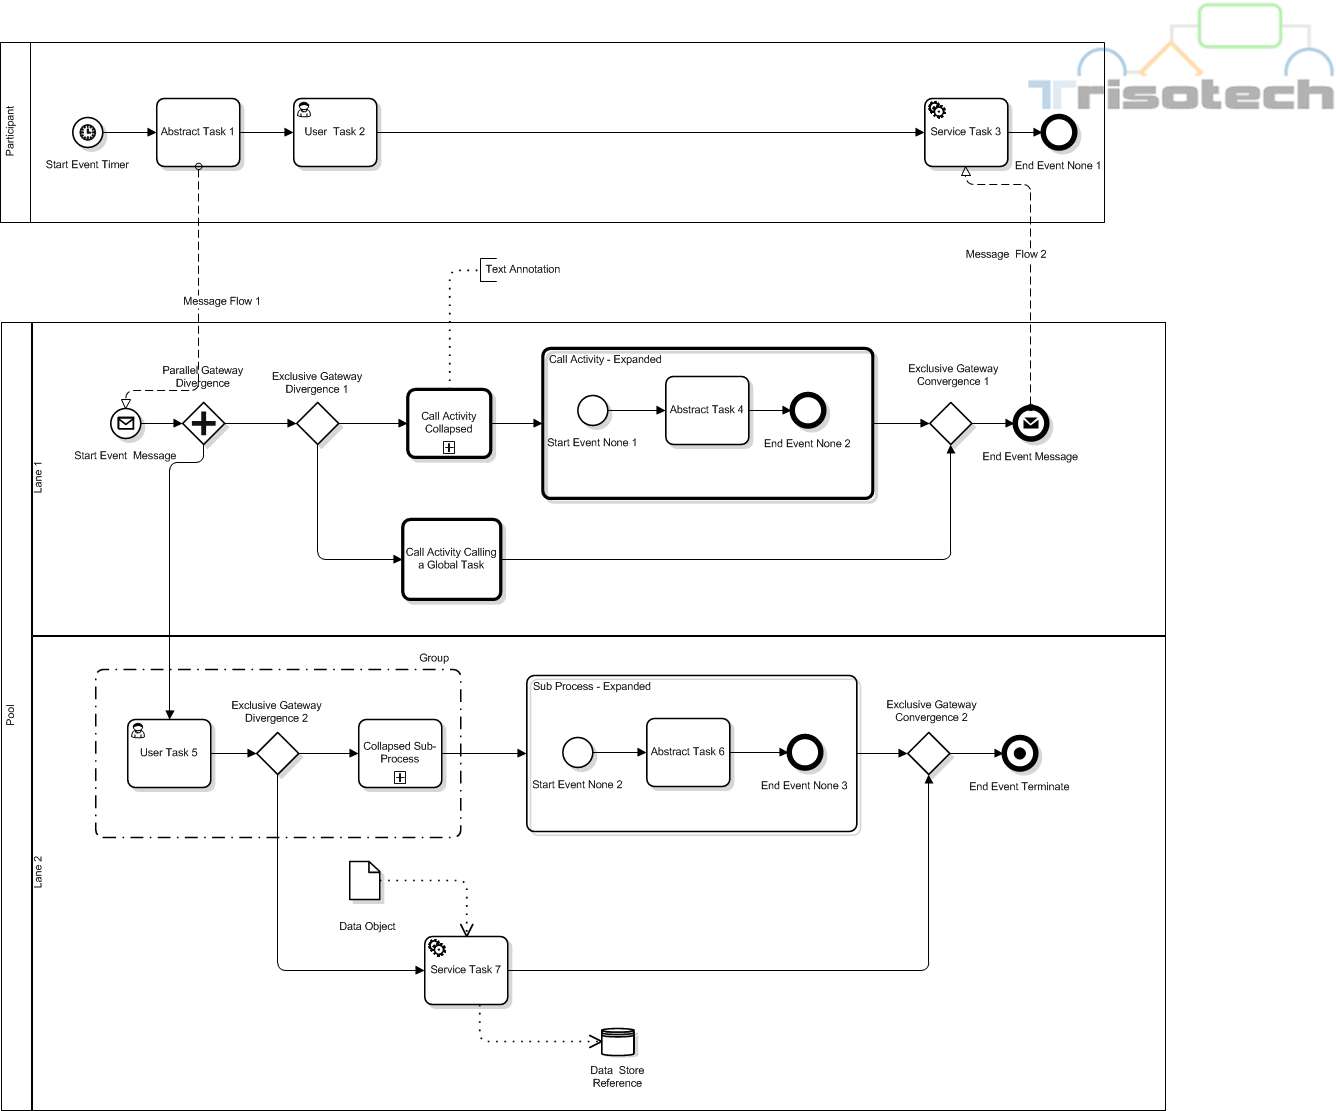 Trisotech
Participant
Abstract Task 1
User Task 2
Service Task 3
Start Event Timer
End Event None 1
Message Flow 2
Text Annotation
Message Flow 1
Pool
Lane 1
Parallel Gateway
Divergence
Exclusive Gateway
Divergence 1
Call Activity - Expanded
Exclusive Gateway
Convergence 1
Call Activity
Collapsed
Abstract Task 4
Start Event None 1
End Event None 2
Start Event Message
End Event Message
Call Activity Calling
a Global Task
Lane 2
Group
Sub Process - Expanded
Exclusive Gateway
Divergence 2
Exclusive Gateway
Convergence 2
User Task 5
Collapsed Sub-
Process
Abstract Task 6
Start Event None 2
End Event None 3
End Event Terminate
Data Object
Service Task 7
Data Store
Reference